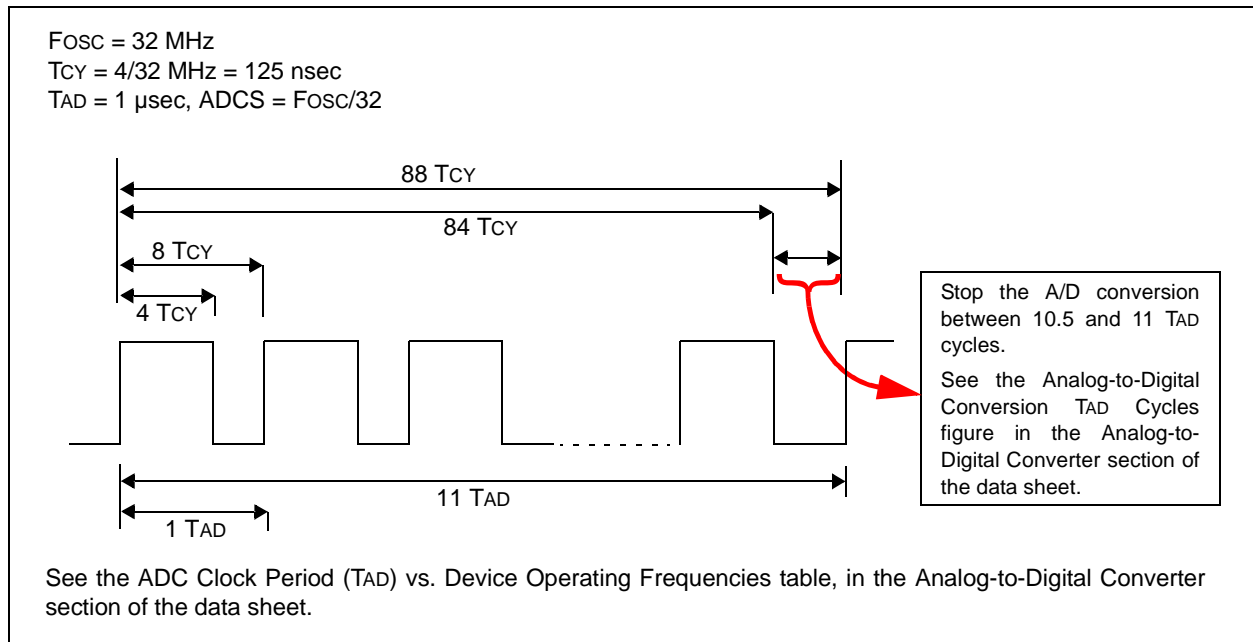 FOSC = 32 MHz
TCY = 4/32 MHz = 125 nsec
TAD = 1 µsec, ADCS = FOSC/32
88 TCY
84 TCY
8 TCY
4 TCY
Stop the A/D conversion
between 10.5 and 11 TAD
cycles.
See the Analog-to-Digital
Conversion TAD Cycles
figure in the Analog-to-
Digital Converter section of
the data sheet.
11 TAD
1 TAD
See the ADC Clock Period (TAD) vs. Device Operating Frequencies table, in the Analog-to-Digital Converter
section of the data sheet.